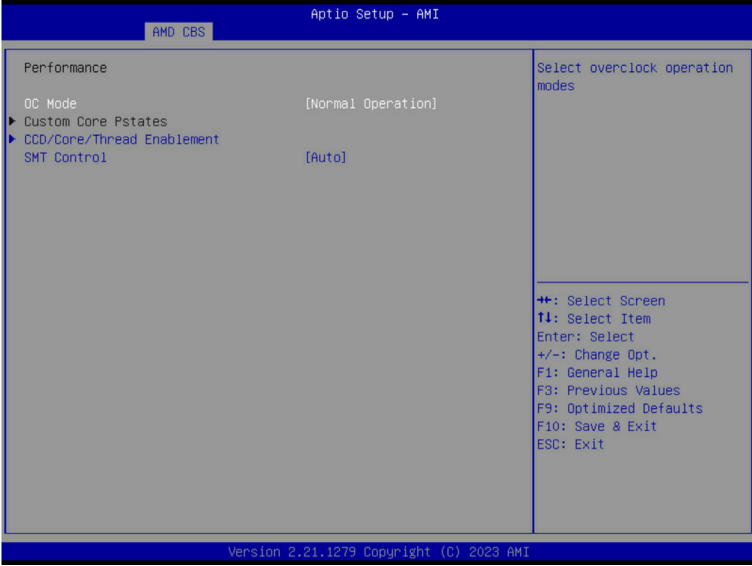 Aptio Setup – AMI
AMD CBS
Performance
OC Mode [Normal Operation]
Custom Core Pstates
CCD/Core/Thread Enablement
SMT Control [Auto]
Select overclock operation
modes
→←: Select Screen
↑↓: Select Item
Enter: Select
+/-: Change Opt.
F1: General Help
F3: Previous Values
F9: Optimized Defaults
F10: Save & Exit
ESC: Exit
Version 2.21.1279 Copyright (C) 2023 AMI